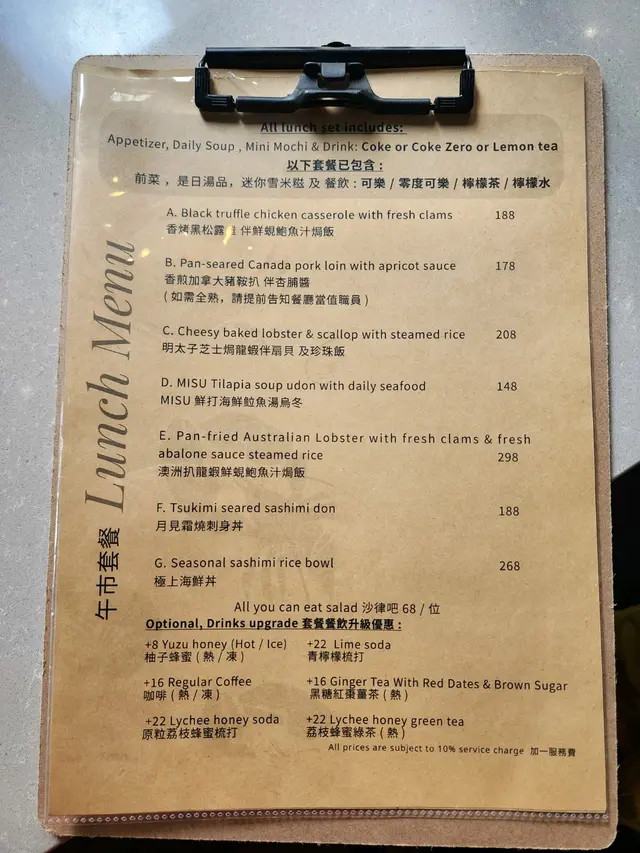 All lunch set includes:
Appetizer, Daily Soup , Mini Mochi & Drink: Coke or Coke Zero or Lemon tea
以下套餐已包含 :
前菜 , 是日湯品 , 迷你雪米糍 及 餐飲 : 可樂 / 零度可樂 / 檸檬茶 / 檸檬水
Lunch Menu
午市套餐
A. Black truffle chicken casserole with fresh clams 188
香烤黑松露 伴鮮蜆鮑魚汁焗飯
B. Pan-seared Canada pork loin with apricot sauce 178
香煎加拿大豬鞍扒 伴杏脯醬
( 如需全熟 , 請提前告知餐廳當值職員 )
C. Cheesy baked lobster & scallop with steamed rice 208
明太子芝士焗龍蝦伴扇貝 及珍珠飯
D. MISU Tilapia soup udon with daily seafood 148
MISU 鮮打海鮮魚湯烏冬
E. Pan-fried Australian Lobster with fresh clams & fresh
abalone sauce steamed rice 298
澳洲扒龍蝦鮮蜆鮑魚汁焗飯
F. Tsukimi seared sashimi don 188
月見霜燒刺身丼
G. Seasonal sashimi rice bowl 268
極上海鮮丼
All you can eat salad 沙律吧 68 / 位
Optional, Drinks upgrade 套餐餐飲升級優惠 :
+8 Yuzu honey (Hot / Ice) +22 Lime soda
柚子蜂蜜 ( 熱 / 凍 ) 青檸檬梳打
+16 Regular Coffee +16 Ginger Tea With Red Dates & Brown Sugar
咖啡 ( 熱 / 凍 ) 黑糖紅棗薑茶 ( 熱 )
+22 Lychee honey soda +22 Lychee honey green tea
原粒荔枝蜂蜜梳打 荔枝蜂蜜綠茶 ( 熱 )
All prices are subject to 10% service charge 加一服務費